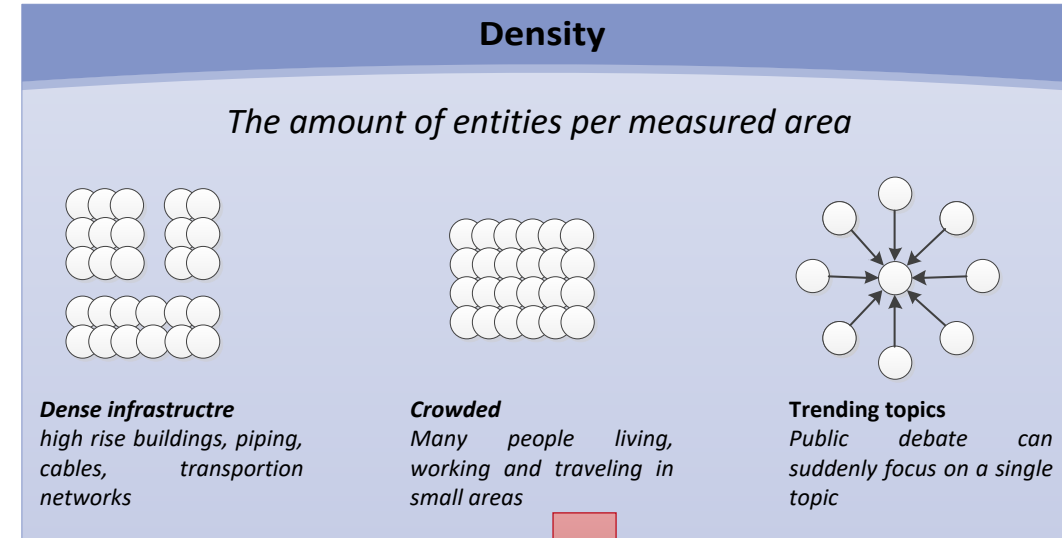 Density
The amount of entities per measured area
Dense infrastructre
high rise buildings, piping,
cables, transportion
networks
Crowded
Many people living,
working and traveling in
small areas
Trending topics
Public debate can
suddenly focus on a single
topic